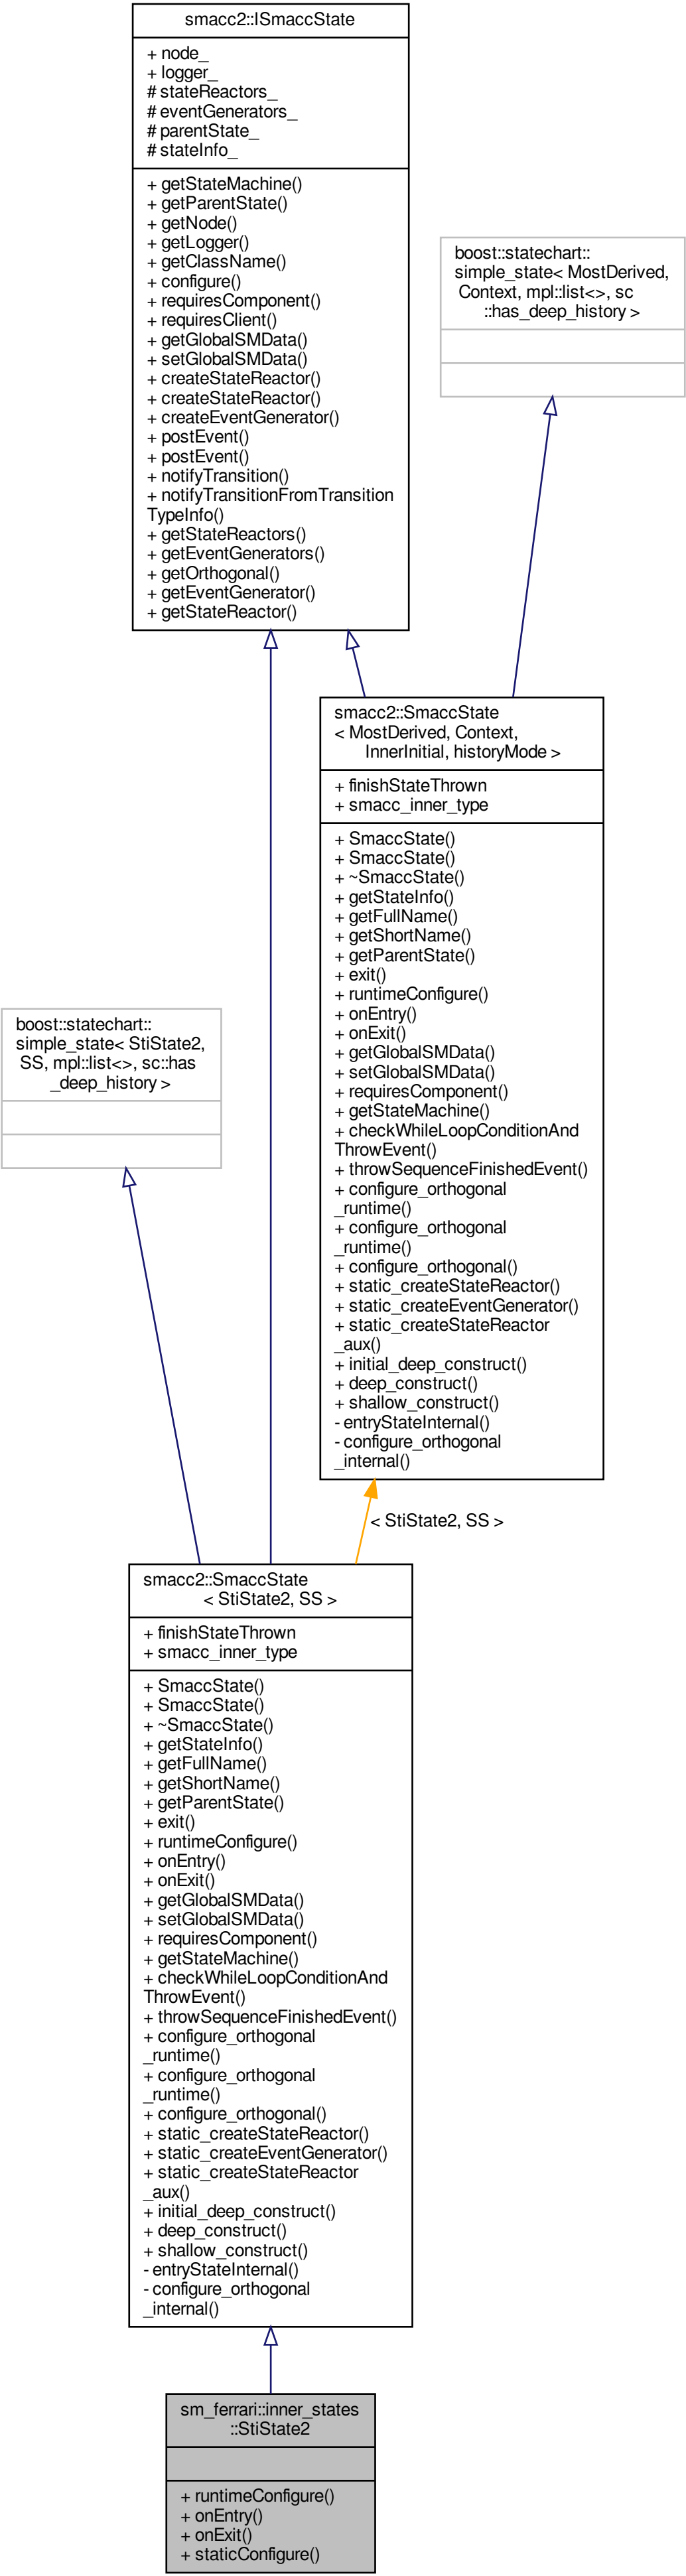 smacc2::ISmaccState
+ node_
+ logger_
# stateReactors_
# eventGenerators_
# parentState_
# stateInfo_
+ getStateMachine()
+ getParentState()
+ getNode()
+ getLogger()
+ getClassName()
+ configure()
+ requiresComponent()
+ requiresClient()
+ getGlobalSMData()
+ setGlobalSMData()
+ createStateReactor()
+ createStateReactor()
+ createEventGenerator()
+ postEvent()
+ postEvent()
+ notifyTransition()
+ notifyTransitionFromTransition
TypeInfo()
+ getStateReactors()
+ getEventGenerators()
+ getOrthogonal()
+ getEventGenerator()
+ getStateReactor()
boost::statechart::
simple_state< MostDerived,
Context, mpl::list<>, sc
::has_deep_history >
smacc2::SmaccState
< MostDerived, Context,
InnerInitial, historyMode >
+ finishStateThrown
+ smacc_inner_type
+ SmaccState()
+ SmaccState()
+ ~SmaccState()
+ getStateInfo()
+ getFullName()
+ getShortName()
+ getParentState()
+ exit()
+ runtimeConfigure()
+ onEntry()
+ onExit()
+ getGlobalSMData()
+ setGlobalSMData()
+ requiresComponent()
+ getStateMachine()
+ checkWhileLoopConditionAnd
ThrowEvent()
+ throwSequenceFinishedEvent()
+ configure_orthogonal
_runtime()
+ configure_orthogonal
_runtime()
+ configure_orthogonal()
+ static_createStateReactor()
+ static_createEventGenerator()
+ static_createStateReactor
_aux()
+ initial_deep_construct()
+ deep_construct()
+ shallow_construct()
- entryStateInternal()
- configure_orthogonal
_internal()
boost::statechart::
simple_state< StiState2,
SS, mpl::list<>, sc::has
_deep_history >
< StiState2, SS >
smacc2::SmaccState
< StiState2, SS >
+ finishStateThrown
+ smacc_inner_type
+ SmaccState()
+ SmaccState()
+ ~SmaccState()
+ getStateInfo()
+ getFullName()
+ getShortName()
+ getParentState()
+ exit()
+ runtimeConfigure()
+ onEntry()
+ onExit()
+ getGlobalSMData()
+ setGlobalSMData()
+ requiresComponent()
+ getStateMachine()
+ checkWhileLoopConditionAnd
ThrowEvent()
+ throwSequenceFinishedEvent()
+ configure_orthogonal
_runtime()
+ configure_orthogonal
_runtime()
+ configure_orthogonal()
+ static_createStateReactor()
+ static_createEventGenerator()
+ static_createStateReactor
_aux()
+ initial_deep_construct()
+ deep_construct()
+ shallow_construct()
- entryStateInternal()
- configure_orthogonal
_internal()
sm_ferrari::inner_states
::StiState2
+ runtimeConfigure()
+ onEntry()
+ onExit()
+ staticConfigure()